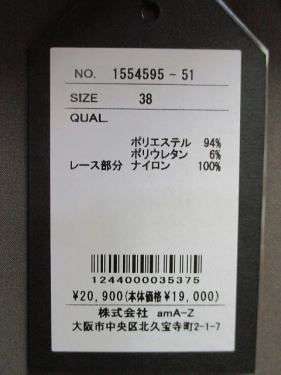 NO. 1554595-51
SIZE 38
QUAL.
ポリエステル 94%
ポリウレタン 6%
レース部分 ナイロン 100%
1244000035375
¥20,900(本体価格¥19,000)
株式会社 amA-Z
大阪市中央区北久宝寺町2-1-7